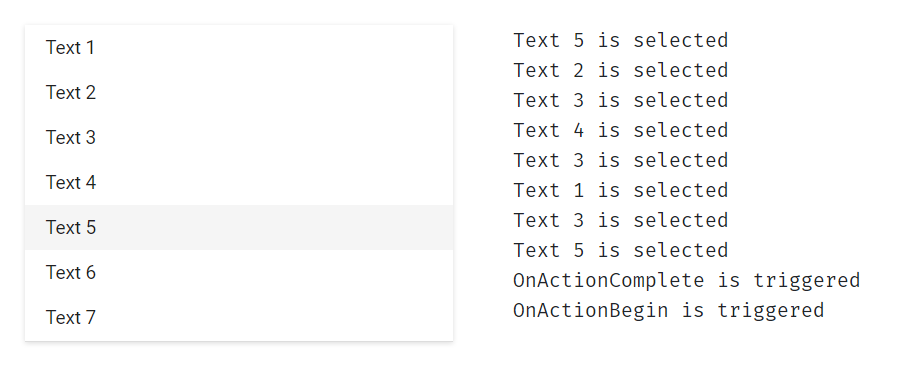 Text 1
Text 2
Text 3
Text 4
Text 5
Text 6
Text 7
Text 5 is selected
Text 2 is selected
Text 3 is selected
Text 4 is selected
Text 3 is selected
Text 1 is selected
Text 3 is selected
Text 5 is selected
OnActionComplete is triggered
OnActionBegin is triggered